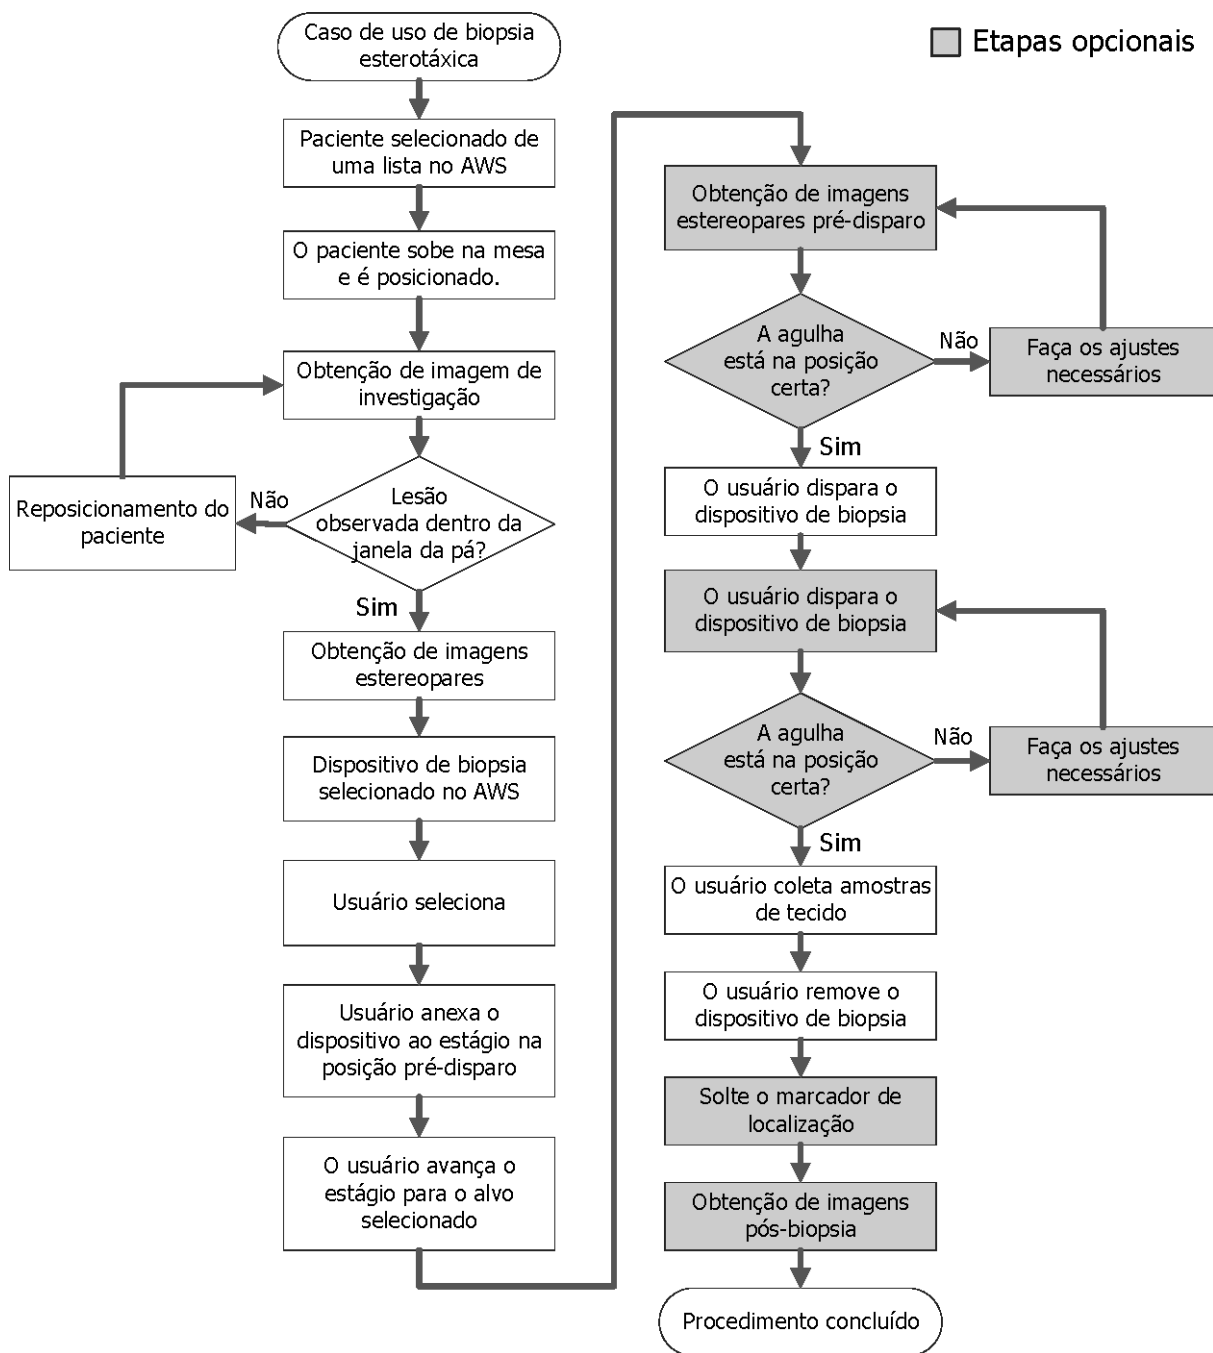 Caso de uso de biopsia
esterotáxica
Etapas opcionais
Paciente selecionado de
uma lista no AWS
O paciente sobe na mesa
e é posicionado.
Obtenção de imagem de
investigação
Lesão
observada dentro da
janela da pá?
Não
Reposicionamento do
paciente
Sim
Obtenção de imagens
estereopares
Dispositivo de biopsia
selecionado no AWS
Usuário seleciona
Usuário anexa o
dispositivo ao estágio na
posição pré-disparo
O usuário avança o
estágio para o alvo
selecionado
Obtenção de imagens
estereopares pré-disparo
A agulha
está na posição
certa?
Não
Faça os ajustes
necessários
Sim
O usuário dispara o
dispositivo de biopsia
O usuário dispara o
dispositivo de biopsia
A agulha
está na posição
certa?
Não
Faça os ajustes
necessários
Sim
O usuário coleta amostras
de tecido
O usuário remove o
dispositivo de biopsia
Solte o marcador de
localização
Obtenção de imagens
pós-biopsia
Procedimento concluído